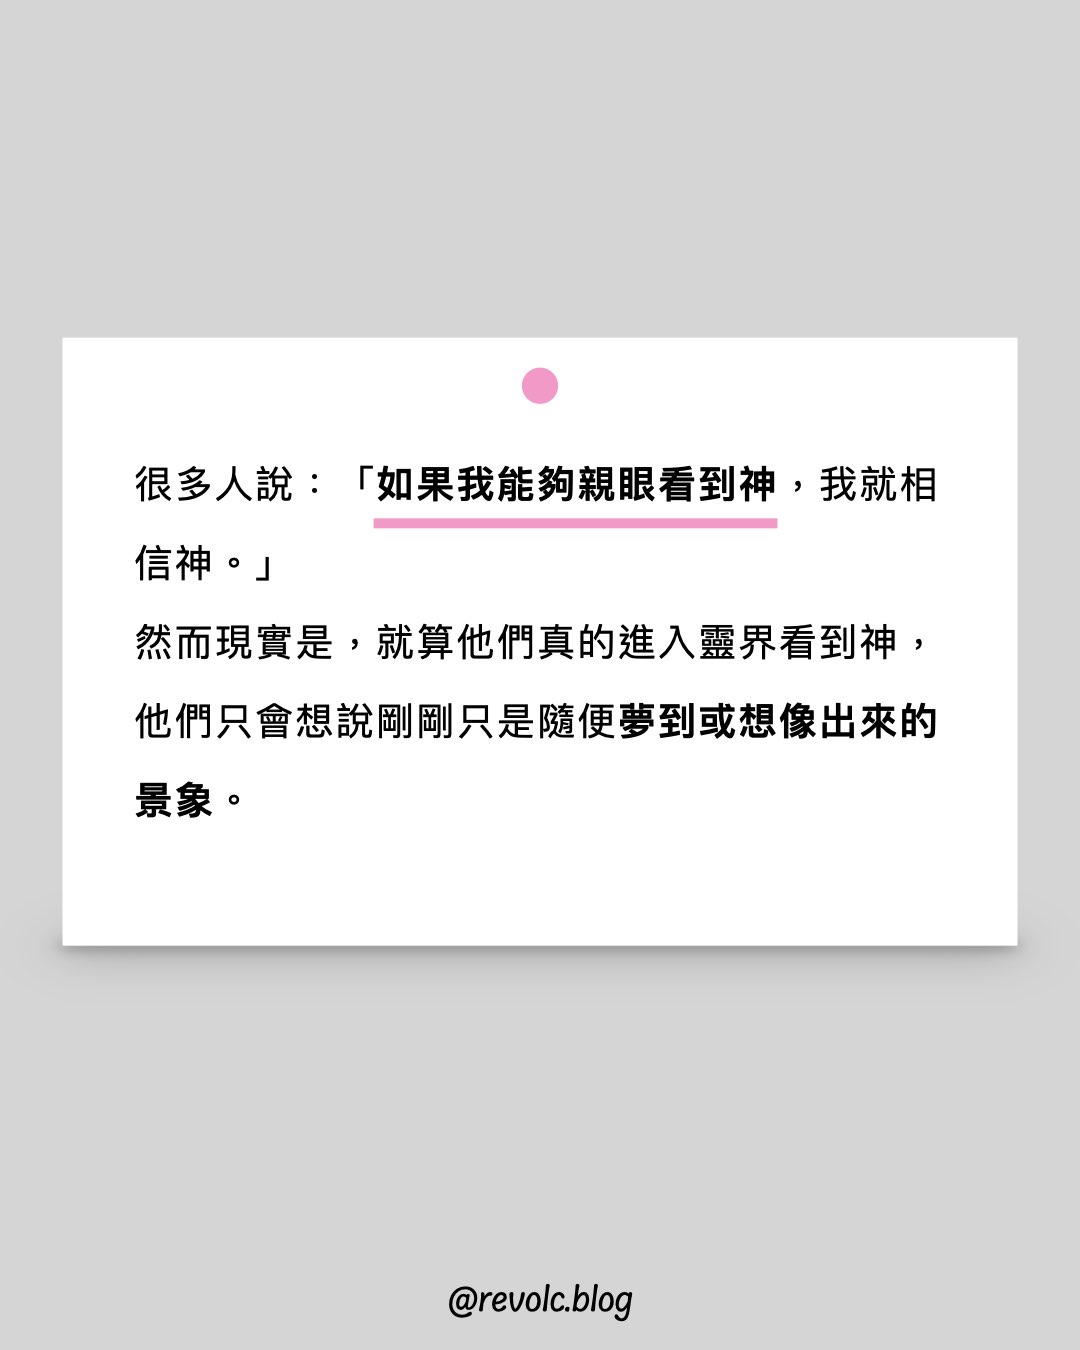 很多人說：「如果我能夠親眼看到神，我就相
信神。」
然而現實是，就算他們真的進入靈界看到神，
他們只會想說剛剛只是隨便夢到或想像出來的
景象。
@revolc.blog